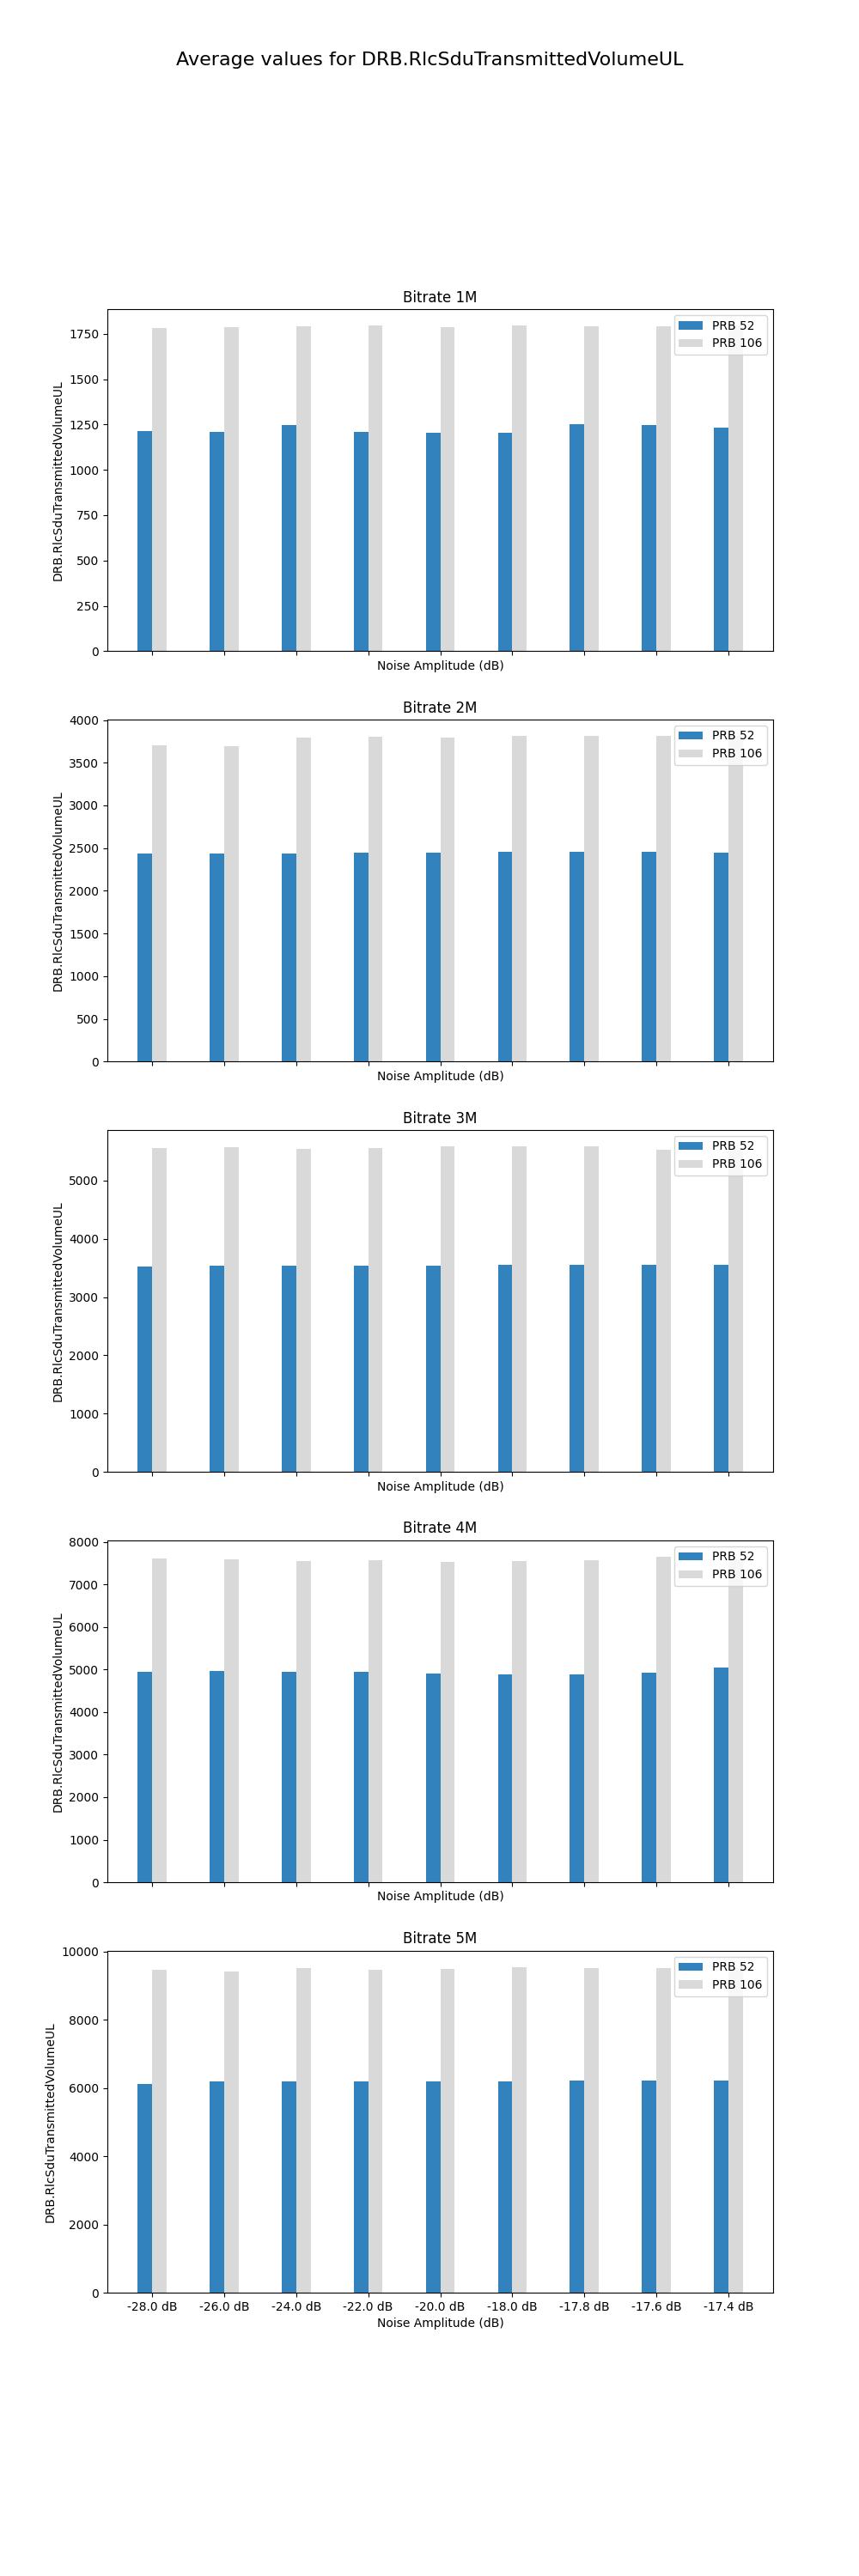 Average values for DRB.RlcSduTransmittedVolumeUL
Bitrate 1M
PRB 52
PRB 106
1750
1500
1250
1000
750
500
250
0
DRB.RlcSduTransmittedVolumeUL
Noise Amplitude (dB)
Bitrate 2M
PRB 52
PRB 106
4000
3500
3000
2500
2000
1500
1000
500
0
DRB.RlcSduTransmittedVolumeUL
Noise Amplitude (dB)
Bitrate 3M
PRB 52
PRB 106
5000
4000
3000
2000
1000
0
DRB.RlcSduTransmittedVolumeUL
Noise Amplitude (dB)
Bitrate 4M
PRB 52
PRB 106
8000
7000
6000
5000
4000
3000
2000
1000
0
DRB.RlcSduTransmittedVolumeUL
Noise Amplitude (dB)
Bitrate 5M
PRB 52
PRB 106
10000
8000
6000
4000
2000
0
DRB.RlcSduTransmittedVolumeUL
-28.0 dB -26.0 dB -24.0 dB -22.0 dB -20.0 dB -18.0 dB -17.8 dB -17.6 dB -17.4 dB
Noise Amplitude (dB)